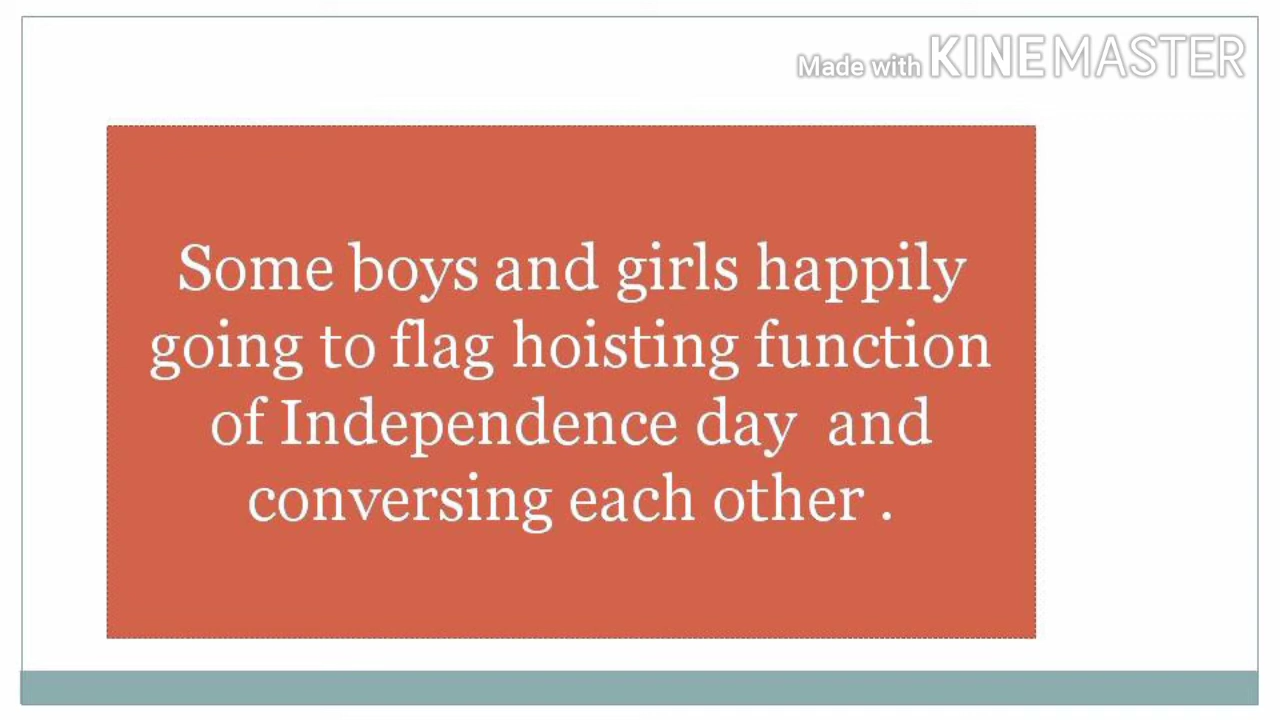 Made with KINEMASTER
Some boys and girls happily
going to flag hoisting function
of Independence day  and
conversing each other .